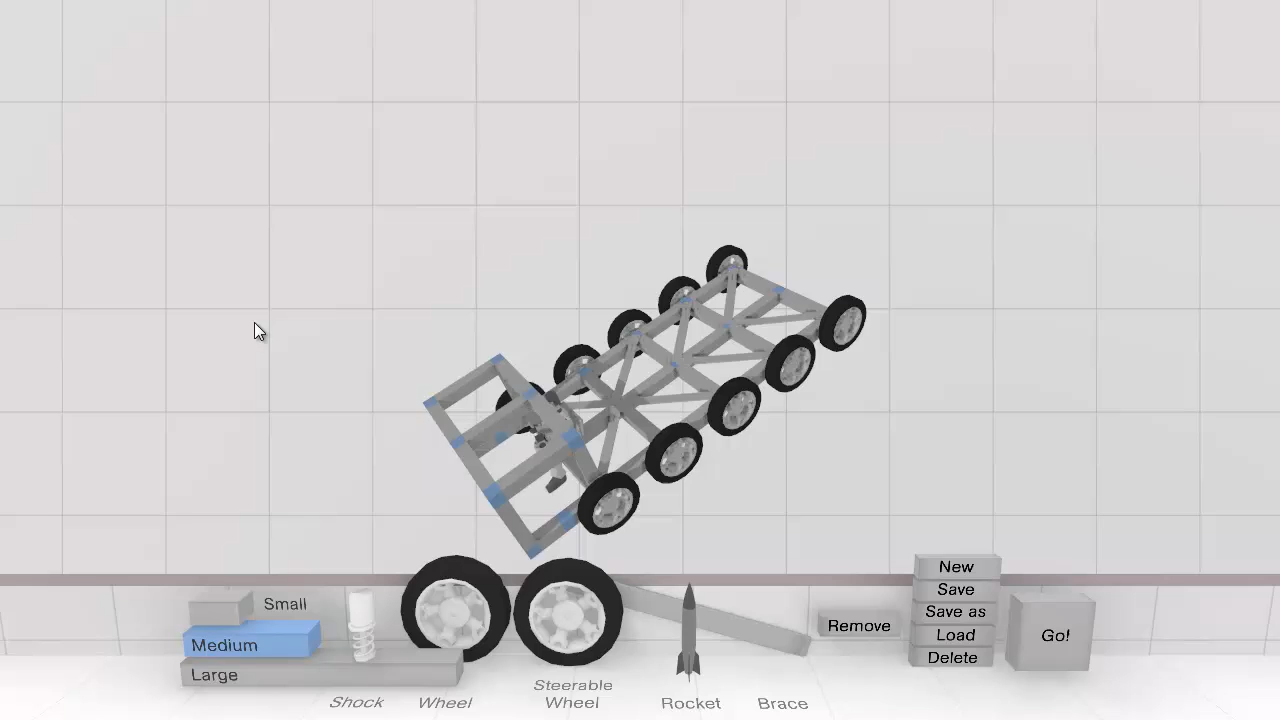 Small
Medium
Large
Shock
Wheel
Steerable
Wheel
Rocket
Brace
Remove
New
Save
Save as
Load
Delete
Go!